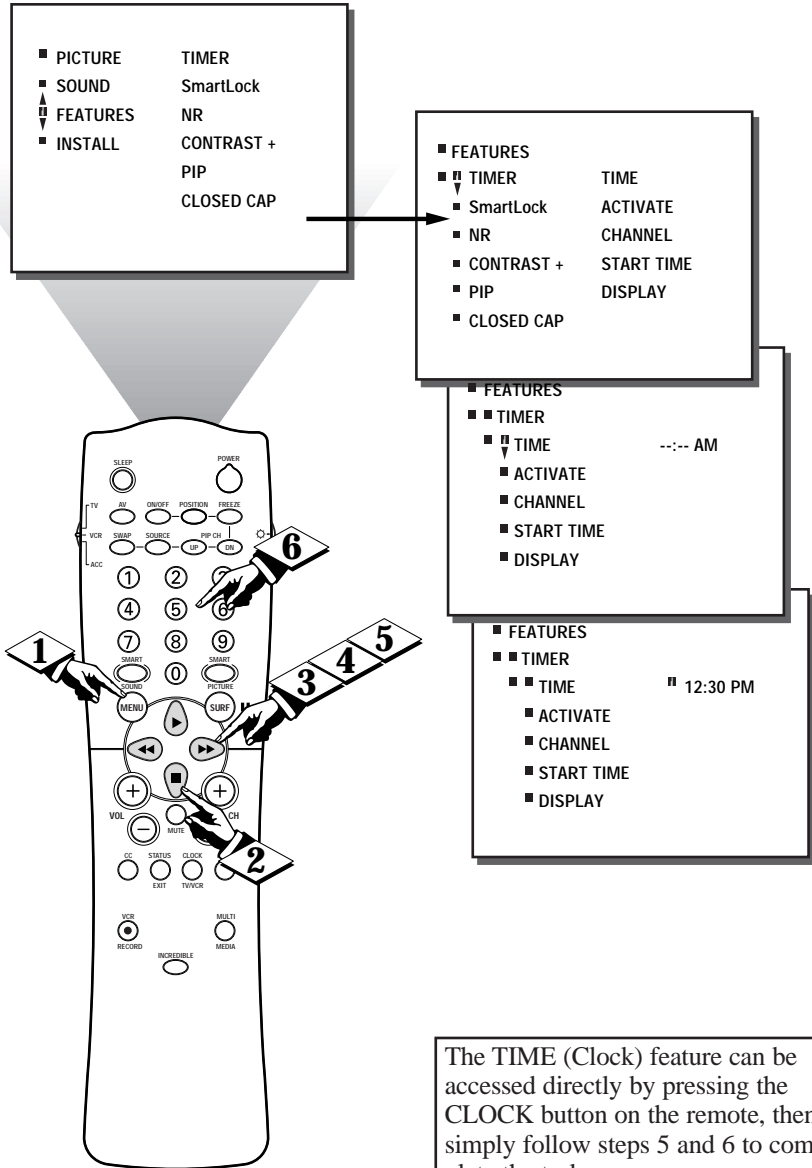 PICTURE TIMER
SOUND SmartLock
FEATURES NR
INSTALL CONTRAST +
PIP
CLOSED CAP
FEATURES
TIMER TIME
SmartLock ACTIVATE
NR CHANNEL
CONTRAST + START TIME
PIP DISPLAY
CLOSED CAP
FEATURES
TIMER
TIME --:-- AM
ACTIVATE
CHANNEL
START TIME
DISPLAY
FEATURES
TIMER
TIME 12:30 PM
ACTIVATE
CHANNEL
START TIME
DISPLAY
SLEEP POWER
TV AV ON/OFF POSITION FREEZE
VCR SWAP SOURCE PIP CH
UP DN
ACC
1 2 3
4 5 6
7 8 9
SMART 0 SMART
SOUND PICTURE
MENU SURF
VOL CH
MUTE
CC STATUS CLOCK
EXIT TV/VCR
VCR MULTI
RECORD MEDIA
INCREDIBLE
6
1
3 4 5
2
The TIME (Clock) feature can be
accessed directly by pressing the
CLOCK button on the remote, then
simply follow steps 5 and 6 to com